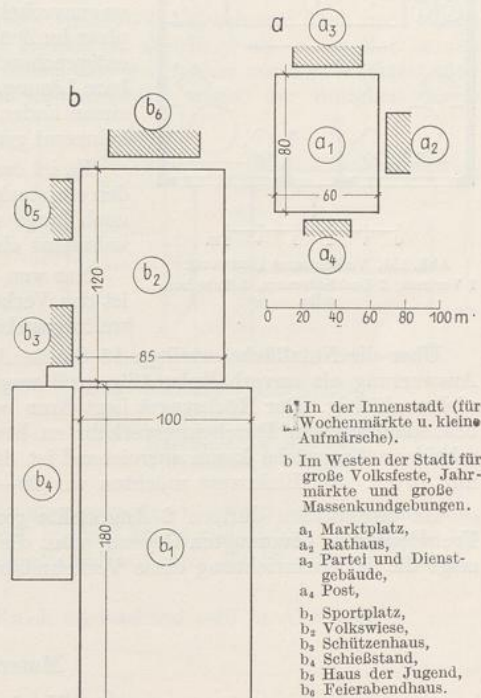 a
a₃
a₁
a₂
80
60
a₄
0 20 40 60 80 100 m
b
b₆
b₅
b₂
120
b₃
85
b₄
100
180
b₁
a In der Innenstadt (für
Wochenmärkte u. kleine
Aufmärsche).
b Im Westen der Stadt für
große Volksfeste, Jahr-
märkte und große
Massenkundgebungen.
a₁ Marktplatz,
a₂ Rathaus,
a₃ Partei und Dienst-
gebäude,
a₄ Post,
b₁ Sportplatz,
b₂ Volkswiese,
b₃ Schützenhaus,
b₄ Schießstand,
b₅ Haus der Jugend,
b₆ Feierabendhaus.